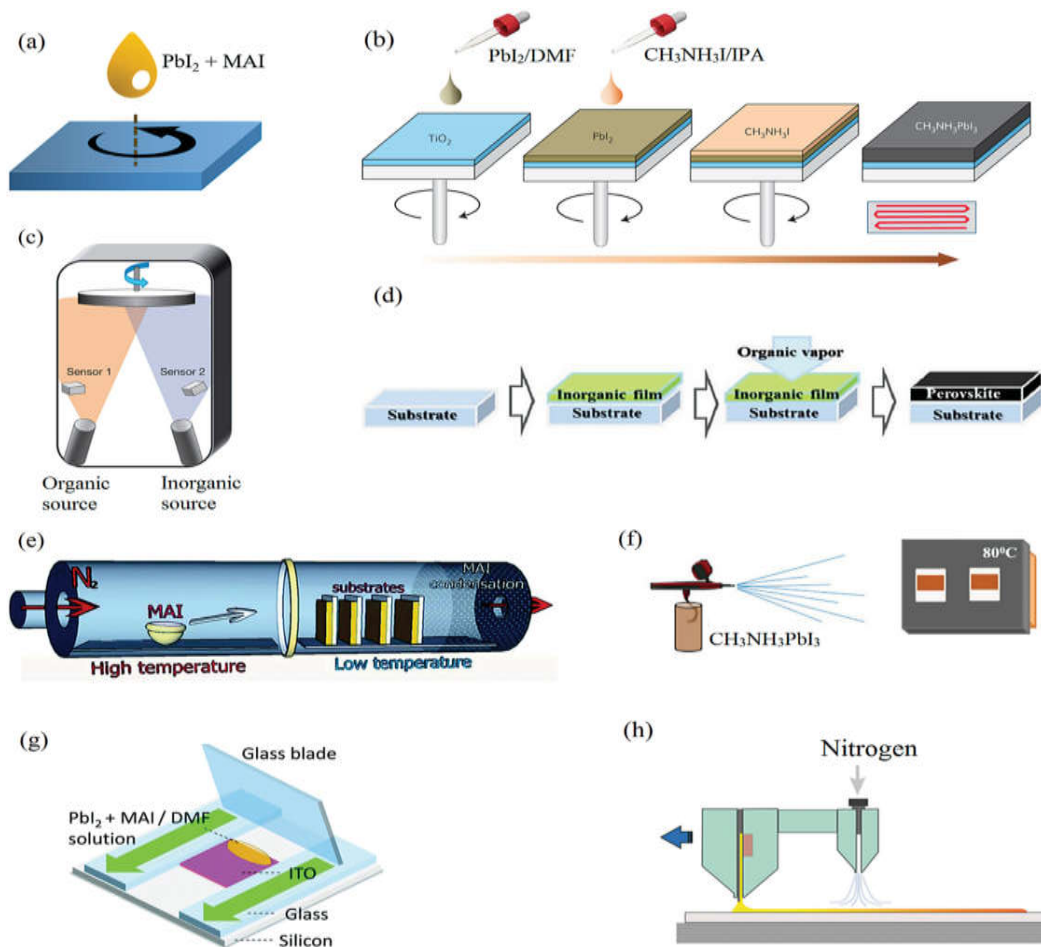 (a)
PbI₂ + MAI
(b)
PbI₂/DMF
CH₃NH₃I/IPA
TiO₂
PbI₂
CH₃NH₃I
CH₃NH₃PbI₃
(c)
Sensor 1
Sensor 2
Organic
source
Inorganic
source
(d)
Organic vapor
Substrate
Inorganic film
Substrate
Inorganic film
Substrate
Perovskite
Substrate
(e)
N₂
MAI
substrates
MAI
condensation
High temperature
Low temperature
(f)
80⁰C
CH₃NH₃PbI₃
(g)
Glass blade
PbI₂ + MAI / DMF
solution
ITO
Glass
Silicon
(h)
Nitrogen